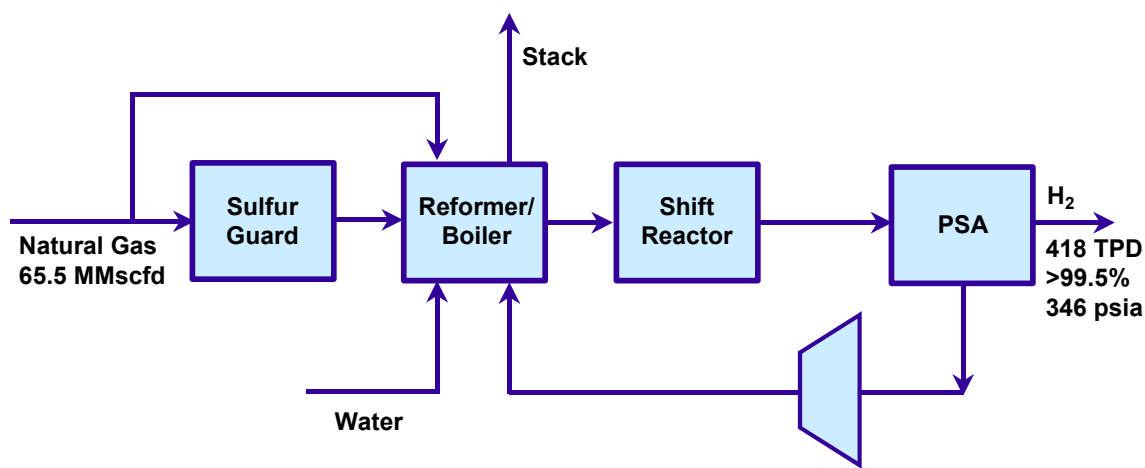 Stack
Sulfur
Guard
Reformer/
Boiler
Shift
Reactor
PSA
H₂
Natural Gas
65.5 MMscfd
418 TPD
>99.5%
346 psia
Water